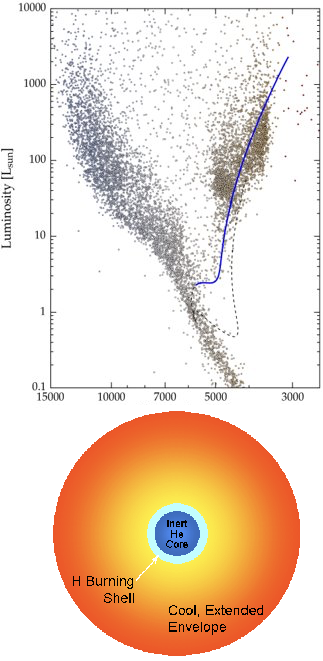 10000
1000
100
10
1
0.1
Luminosity [Lsun]
15000 10000 7000 5000 3000
Inert
He
Core
H Burning
Shell
Cool, Extended
Envelope